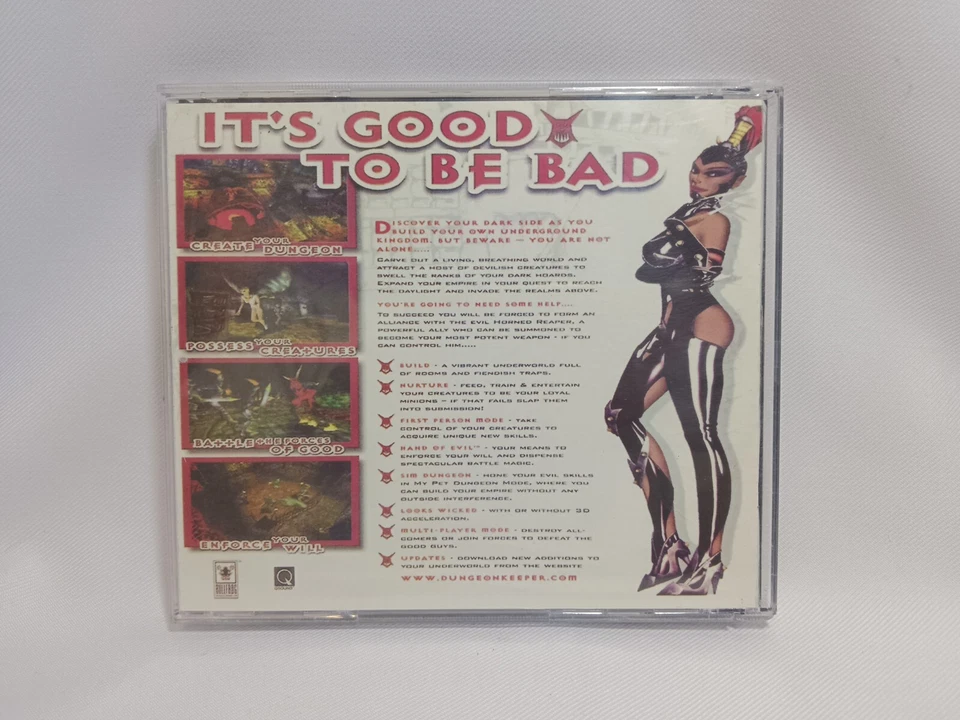 IT'S GOOD
TO BE BAD
CREATE YOUR DUNGEON
POSSESS YOUR CREATURES
BATTLE THE FORCES
OF GOOD
ENFORCE YOUR WILL
DISCOVER YOUR DARK SIDE AS YOU
BUILD YOUR OWN UNDERGROUND
KINGDOM. BUT BEWARE – YOU ARE NOT
ALONE.....
CARVE OUT A LIVING, BREATHING WORLD AND
ATTRACT A HOST OF DEVILISH CREATURES TO
SWELL THE RANKS OF YOUR DARK HOARDS.
EXPAND YOUR EMPIRE IN YOUR QUEST TO REACH
THE DAYLIGHT AND INVADE THE REALMS ABOVE.
YOU'RE GOING TO NEED SOME HELP....
TO SUCCEED YOU WILL BE FORCED TO FORM AN
ALLIANCE WITH THE EVIL HORNED REAPER, A
POWERFUL ALLY WHO CAN BE SUMMONED TO
BECOME YOUR MOST POTENT WEAPON - IF YOU
CAN CONTROL HIM.....
BUILD - A VIBRANT UNDERWORLD FULL
OF ROOMS AND FIENDISH TRAPS.
NURTURE - FEED, TRAIN & ENTERTAIN
YOUR CREATURES TO BE YOUR LOYAL
MINIONS – IF THAT FAILS SLAP THEM
INTO SUBMISSION!
FIRST PERSON MODE - TAKE
CONTROL OF YOUR CREATURES TO
ACQUIRE UNIQUE NEW SKILLS.
HAND OF EVIL™ - YOUR MEANS TO
ENFORCE YOUR WILL AND DISPENSE
SPECTACULAR BATTLE MAGIC.
SIM DUNGEON - HONE YOUR EVIL SKILLS
IN MY PET DUNGEON MODE, WHERE YOU
CAN BUILD YOUR EMPIRE WITHOUT ANY
OUTSIDE INTERFERENCE.
LOOKS WICKED - WITH OR WITHOUT 3D
ACCELERATION.
MULTI-PLAYER MODE - DESTROY ALL-
COMERS OR JOIN FORCES TO DEFEAT THE
GOOD GUYS.
UPDATES - DOWNLOAD NEW ADDITIONS TO
YOUR UNDERWORLD FROM THE WEBSITE
WWW.DUNGEONKEEPER.COM
BULLFROG
Q